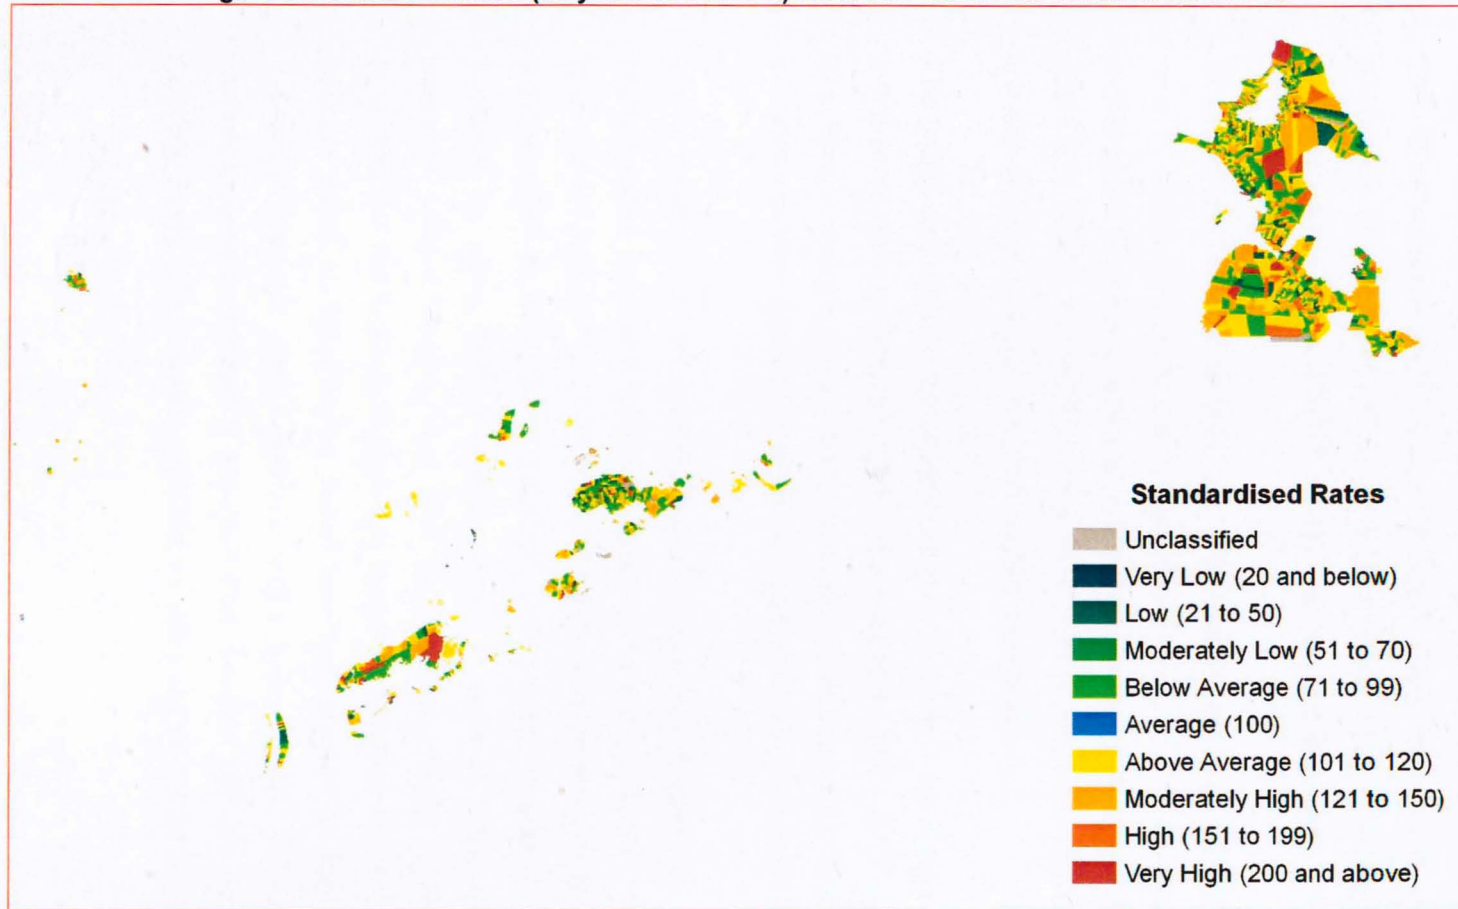 Standardised Rates
Unclassified
Very Low (20 and below)
Low (21 to 50)
Moderately Low (51 to 70)
Below Average (71 to 99)
Average (100)
Above Average (101 to 120)
Moderately High (121 to 150)
High (151 to 199)
Very High (200 and above)